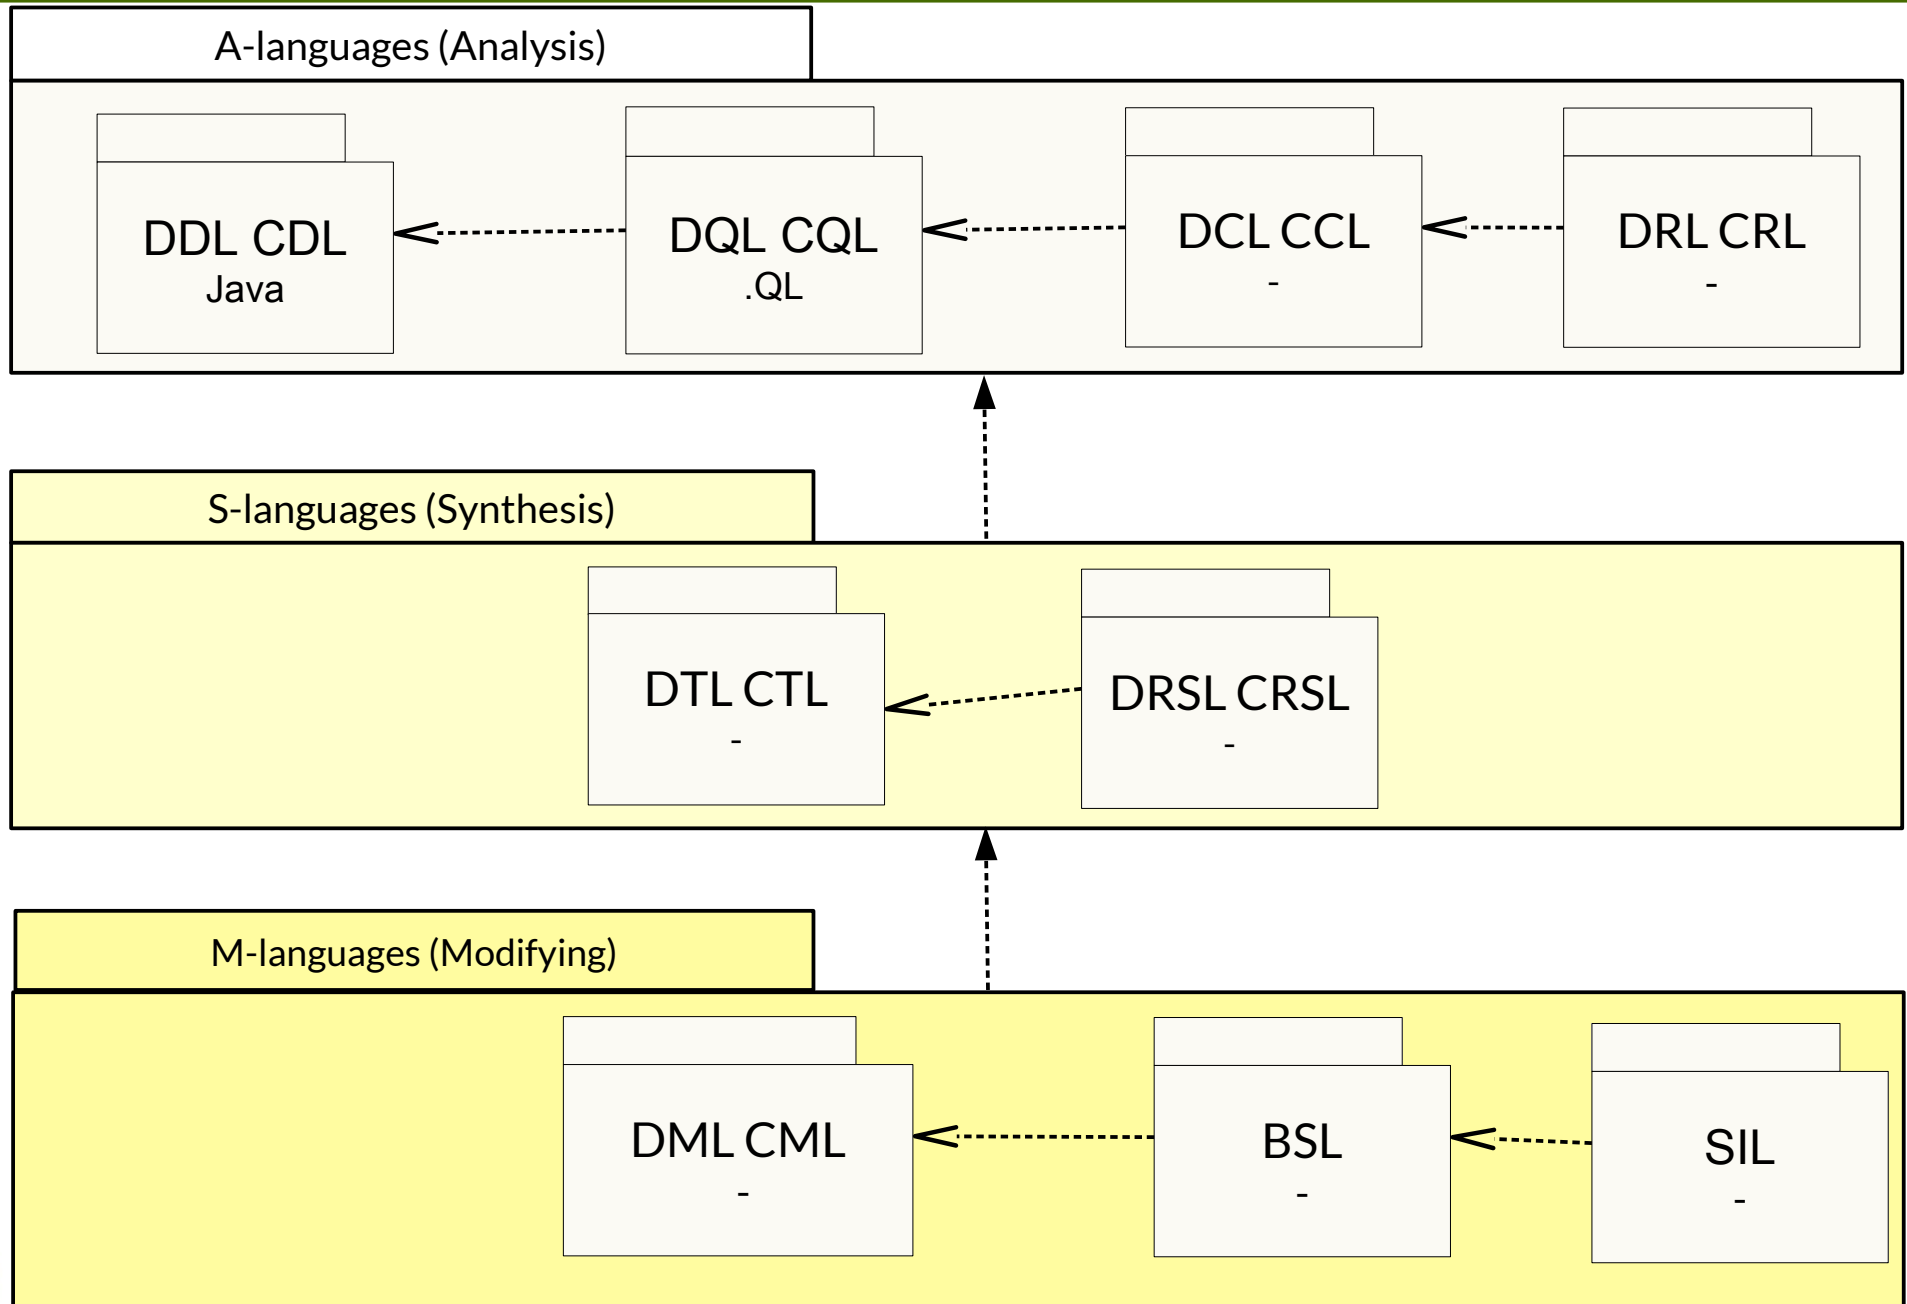 A-languages (Analysis)
DDL CDL
Java
DQL CQL
.QL
DCL CCL
-
DRL CRL
-
S-languages (Synthesis)
DTL CTL
-
DRSL CRSL
-
M-languages (Modifying)
DML CML
-
BSL
-
SIL
-